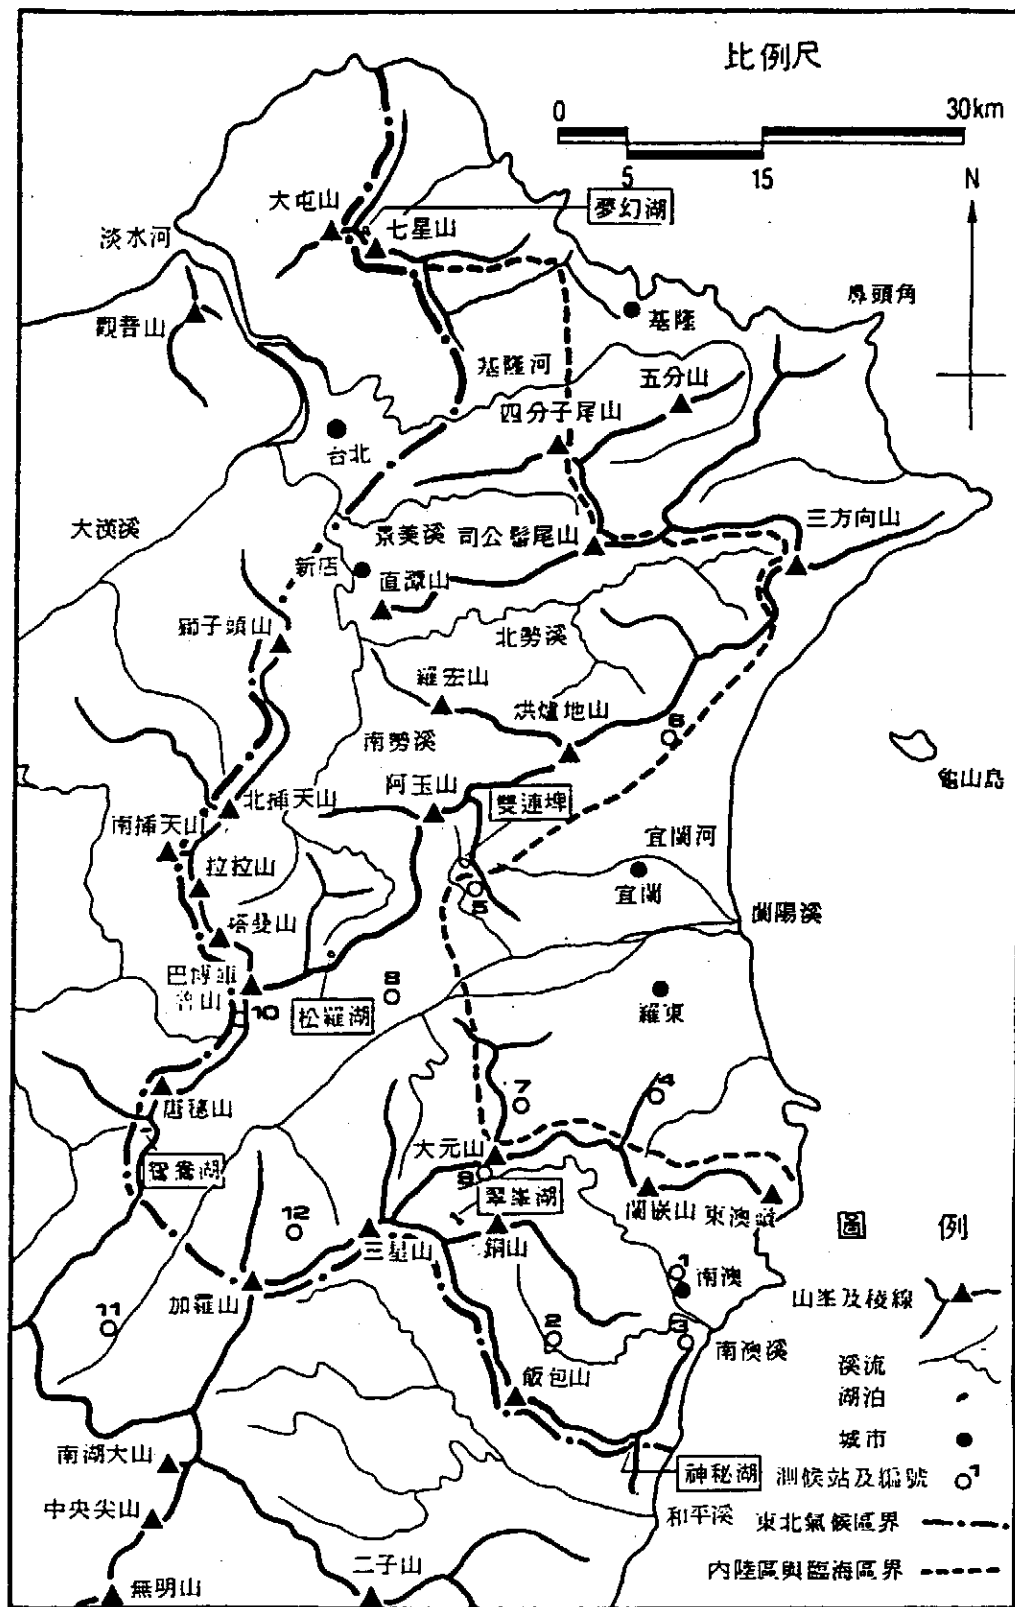 比例尺
0
30km
5
15
N
大屯山
七星山
夢幻湖
淡水河
觀音山
基隆
鼻頭角
基隆河
五分山
四分子尾山
台北
大漢溪
景美溪
司公髻尾山
三方向山
新店
直潭山
獅子頭山
北勢溪
羅宏山
烘爐地山
6
南勢溪
龜山島
阿玉山
北插天山
雙連埤
南插天山
宜蘭河
拉拉山
宜蘭
5
蘭陽溪
塔曼山
巴博庫
魯山
10
松羅湖
8
羅東
唐穗山
7
4
大元山
鴛鴦湖
9
翠峯湖
蘭崁山
東澳嶺
圖例
12
三星山
銅山
1
南澳
加羅山
山峯及稜線
11
2
3
南澳溪
溪流
飯包山
湖泊
城市
南湖大山
神秘湖
測候站及編號
1
中央尖山
和平溪
東北氣候區界
二子山
內陸區與臨海區界
無明山